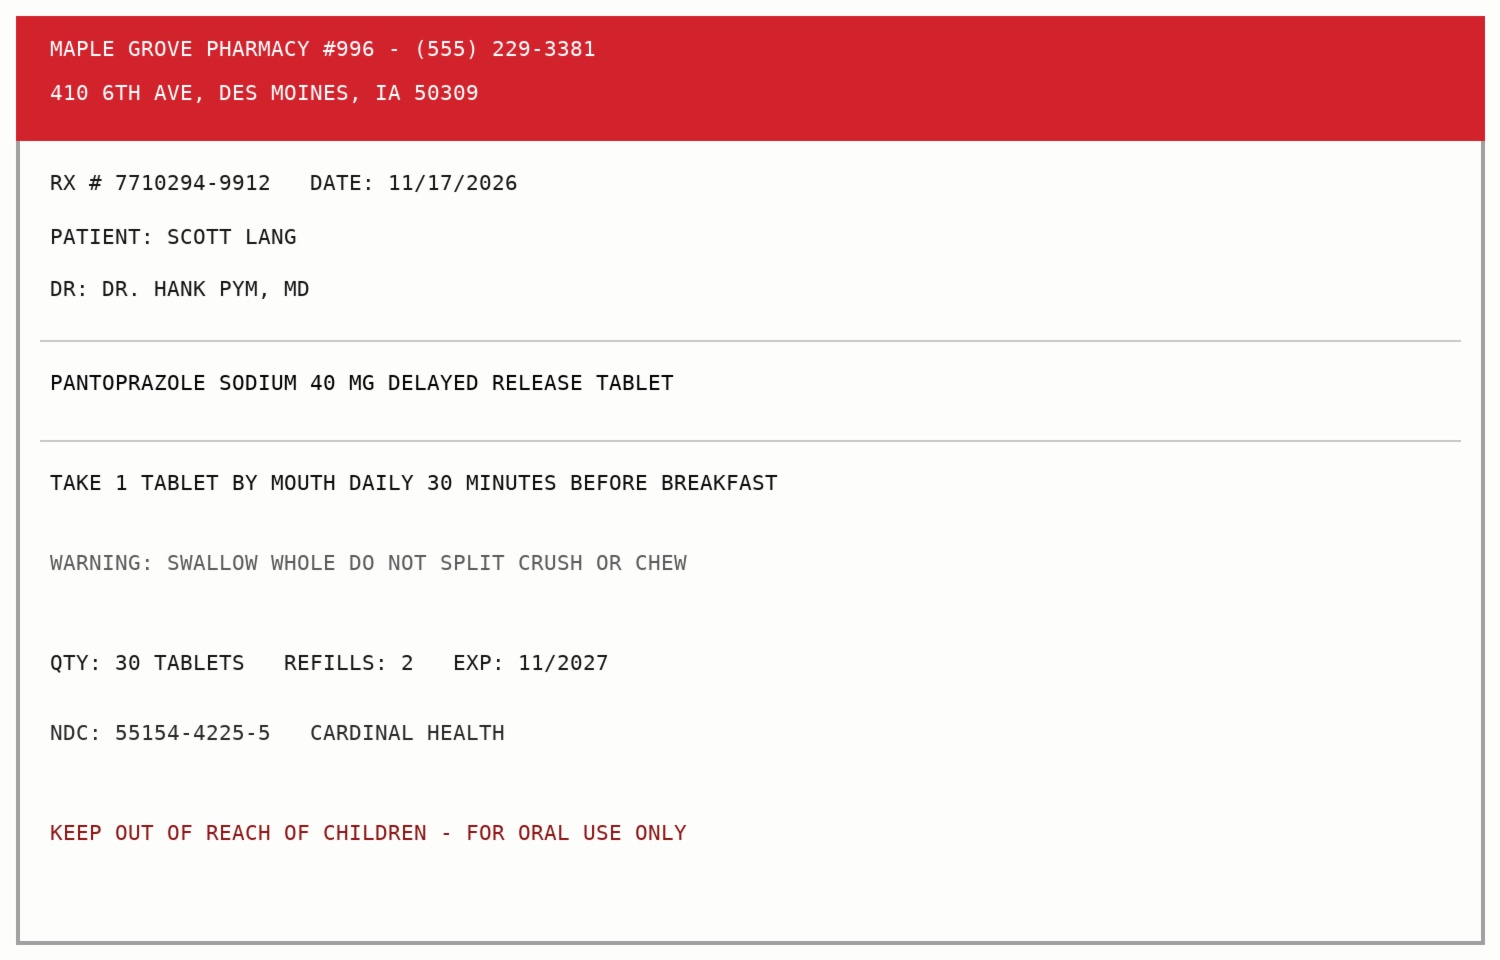 MAPLE GROVE PHARMACY #996 - (555) 229-3381
410 6TH AVE, DES MOINES, IA 50309
RX # 7710294-9912   DATE: 11/17/2026
PATIENT: SCOTT LANG
DR: DR. HANK PYM, MD
PANTOPRAZOLE SODIUM 40 MG DELAYED RELEASE TABLET
TAKE 1 TABLET BY MOUTH DAILY 30 MINUTES BEFORE BREAKFAST
WARNING: SWALLOW WHOLE DO NOT SPLIT CRUSH OR CHEW
QTY: 30 TABLETS   REFILLS: 2   EXP: 11/2027
NDC: 55154-4225-5   CARDINAL HEALTH
KEEP OUT OF REACH OF CHILDREN - FOR ORAL USE ONLY